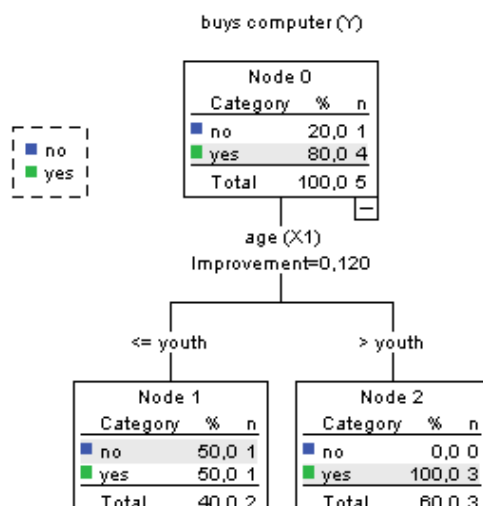 buys computer (Y)
Node 0
Category % n
no 20,0 1
yes 80,0 4
Total 100,0 5
no
yes
age (X1)
Improvement=0,120
<= youth
> youth
Node 1
Category % n
no 50,0 1
yes 50,0 1
Total 40,0 2
Node 2
Category % n
no 0,0 0
yes 100,0 3
Total 60,0 3